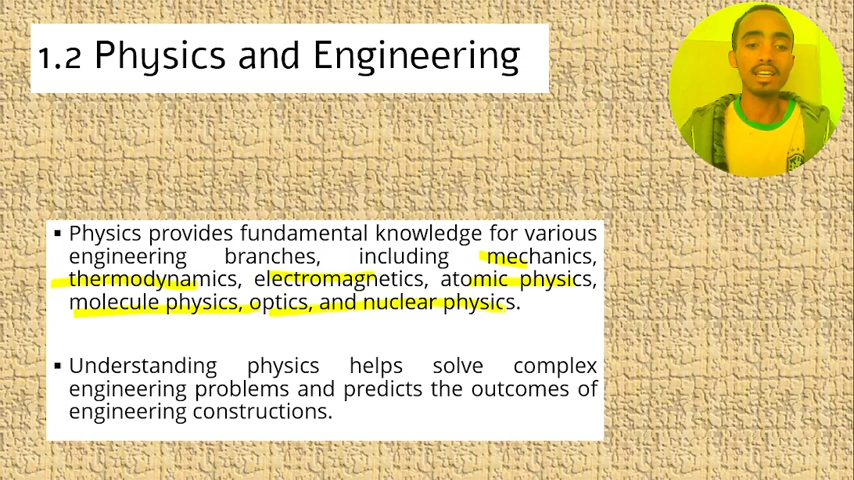 1.2 Physics and Engineering
▪ Physics provides fundamental knowledge for various
engineering branches, including mechanics,
thermodynamics, electromagnetics, atomic physics,
molecule physics, optics, and nuclear physics.
▪ Understanding physics helps solve complex
engineering problems and predicts the outcomes of
engineering constructions.